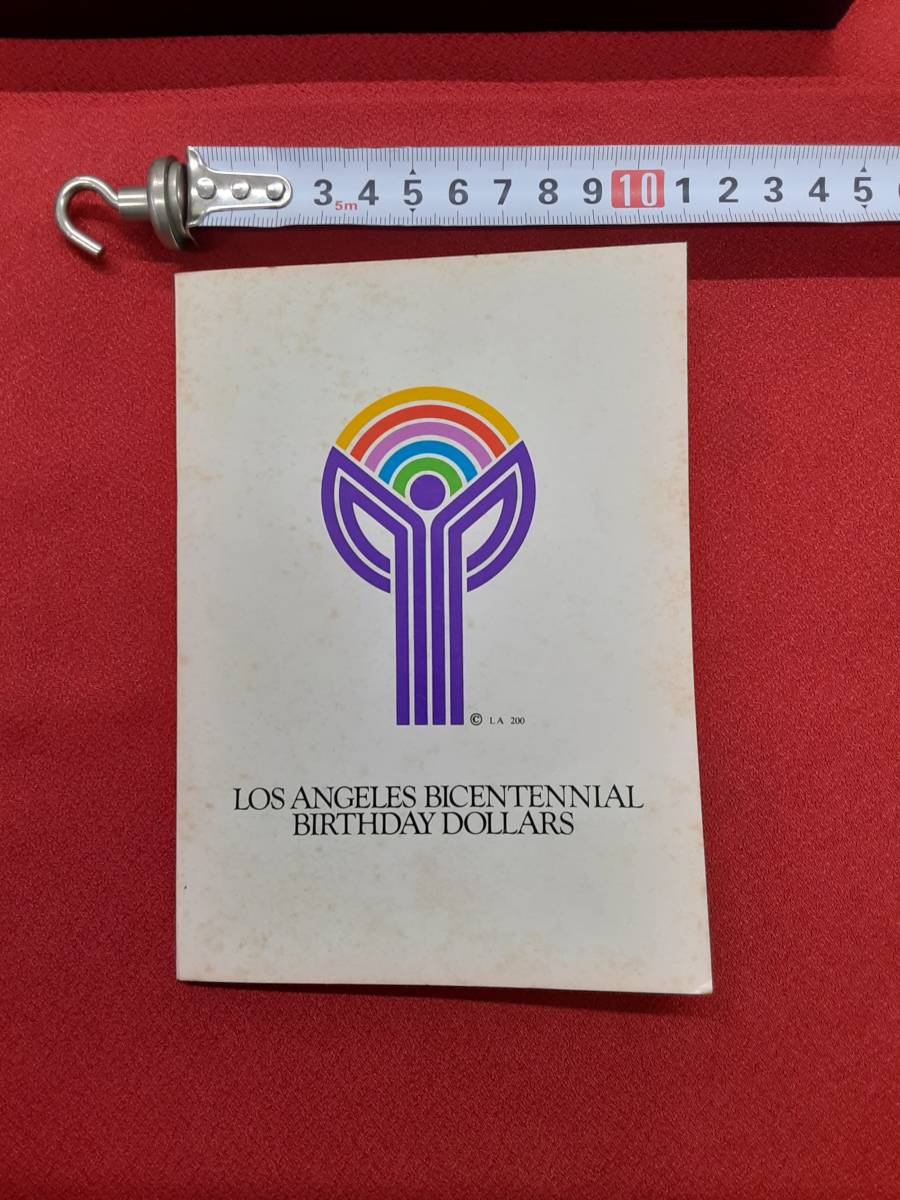 3 4 5 6 7 8 9 10 1 2 3 4 5
5m
© LA 200
LOS ANGELES BICENTENNIAL
BIRTHDAY DOLLARS